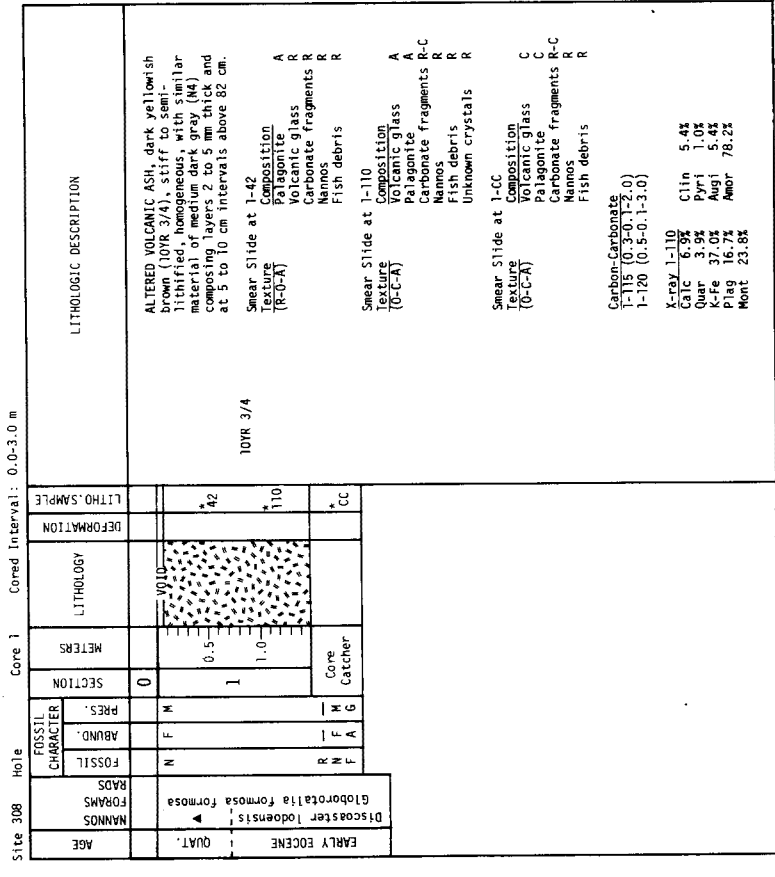 Site 308 Hole Core 1 Cored Interval: 0.0-3.0 m
AGE
NANNOS
FORAMS
RADS
FOSSIL CHARACTER
FOSSIL
ABUND.
PRES.
SECTION
METERS
LITHOLOGY
DEFORMATION
LITHO.SAMPLE
LITHOLOGIC DESCRIPTION
QUAT.
EARLY EOCENE
Discoaster lodoensis
Globorotalia formosa formosa
N F M
R - -
N F M
F A G
0
1
Core
Catcher
0.5
1.0
VOID
*42
*110
*CC
10YR 3/4
ALTERED VOLCANIC ASH, dark yellowish
brown (10YR 3/4), stiff to semi-
lithified, homogeneous, with similar
material of medium dark gray (N4)
composing layers 2 to 5 mm thick and
at 5 to 10 cm intervals above 82 cm.
Smear Slide at 1-42
Texture Composition
(R-O-A) Palagonite A
Volcanic glass R
Carbonate fragments R
Nannos R
Fish debris R
Smear Slide at 1-110
Texture Composition
(O-C-A) Volcanic glass A
Palagonite A
Carbonate fragments R-C
Nannos R
Fish debris R
Unknown crystals R
Smear Slide at 1-CC
Texture Composition
(O-C-A) Volcanic glass C
Palagonite C
Carbonate fragments R-C
Nannos R
Fish debris R
Carbon-Carbonate
1-115 (0.3-0.1-2.0)
1-120 (0.5-0.1-3.0)
X-ray 1-110
Calc 6.9% Clin 5.4%
Quar 3.9% Pyri 1.0%
K-Fe 37.0% Augi 5.4%
Plag 16.7% Amor 78.2%
Mont 23.8%